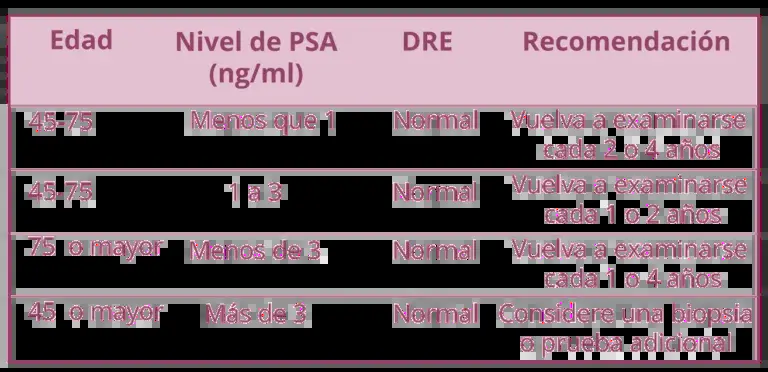 Edad Nivel de PSA (ng/ml) DRE Recomendación
45-75 Menos que 1 Normal Vuelva a examinarse cada 2 o 4 años
45-75 1 a 3 Normal Vuelva a examinarse cada 1 o 2 años
75 o mayor Menos de 3 Normal Vuelva a examinarse cada 1 o 4 años
45 o mayor Más de 3 Normal Considere una biopsia o prueba adicional